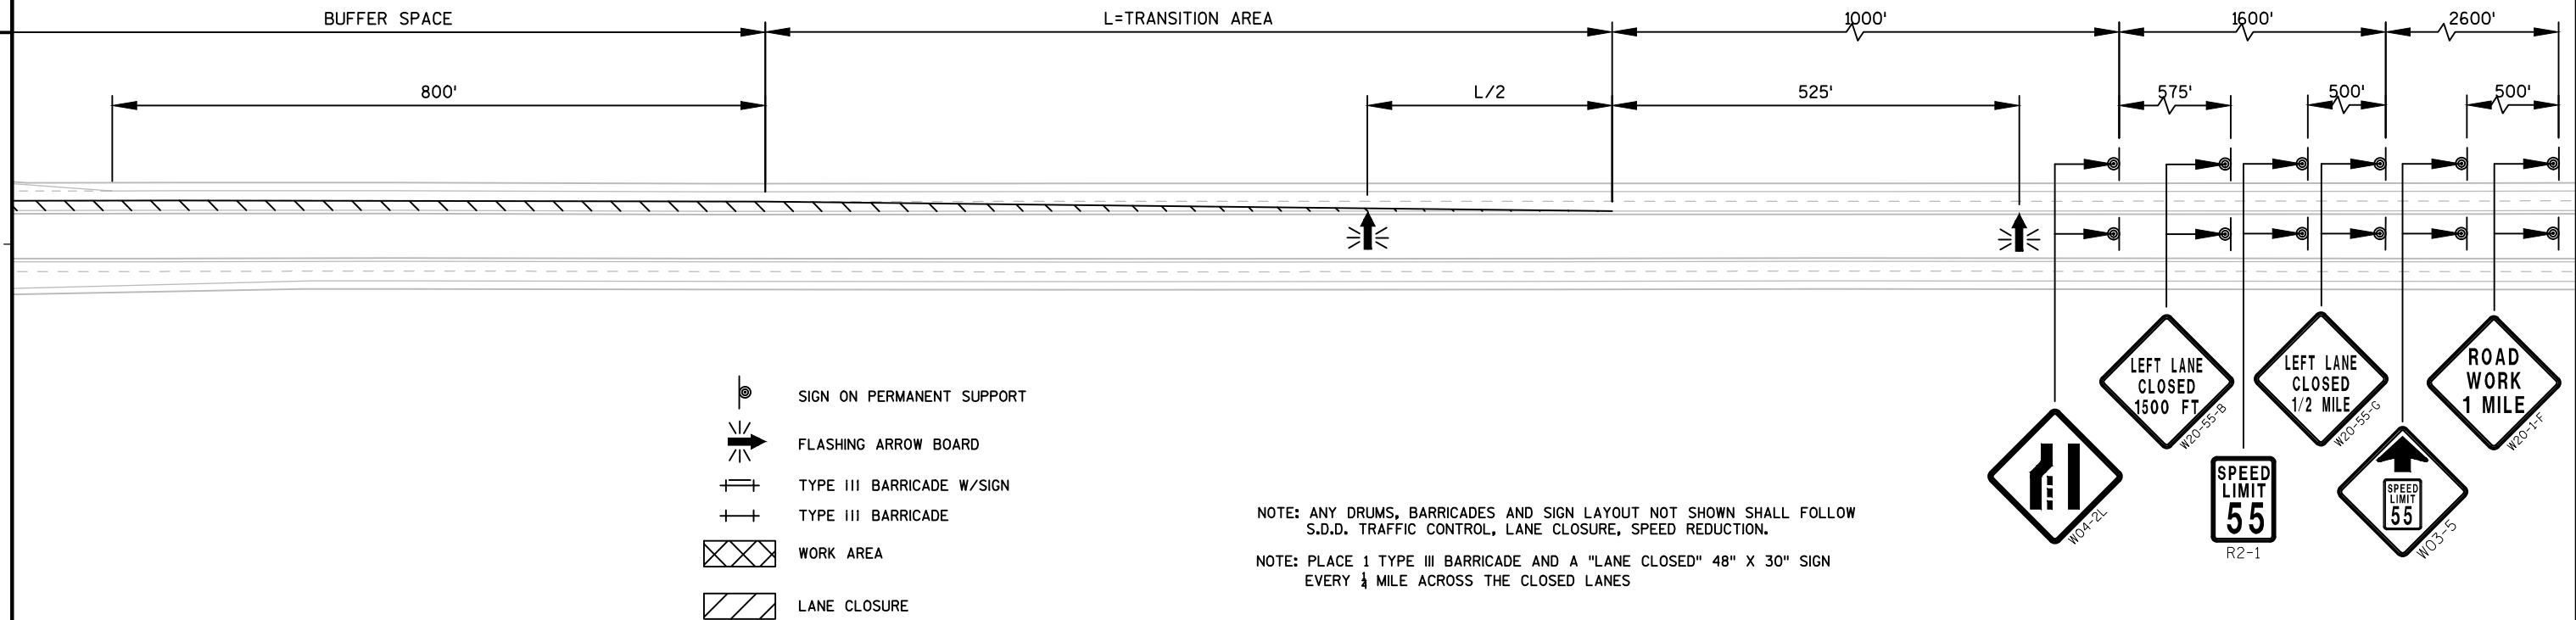 BUFFER SPACE
L=TRANSITION AREA
1000'
1600'
2600'
800'
L/2
525'
575'
500'
500'
LEFT LANE
CLOSED
1500 FT
W20-55-B
LEFT LANE
CLOSED
1/2 MILE
W20-55-G
ROAD
WORK
1 MILE
W20-1-F
W04-2L
SPEED
LIMIT
55
R2-1
SPEED
LIMIT
55
W03-5
SIGN ON PERMANENT SUPPORT
FLASHING ARROW BOARD
TYPE III BARRICADE W/SIGN
TYPE III BARRICADE
WORK AREA
LANE CLOSURE
NOTE: ANY DRUMS, BARRICADES AND SIGN LAYOUT NOT SHOWN SHALL FOLLOW
S.D.D. TRAFFIC CONTROL, LANE CLOSURE, SPEED REDUCTION.
NOTE: PLACE 1 TYPE III BARRICADE AND A "LANE CLOSED" 48" X 30" SIGN
EVERY MILE ACROSS THE CLOSED LANES